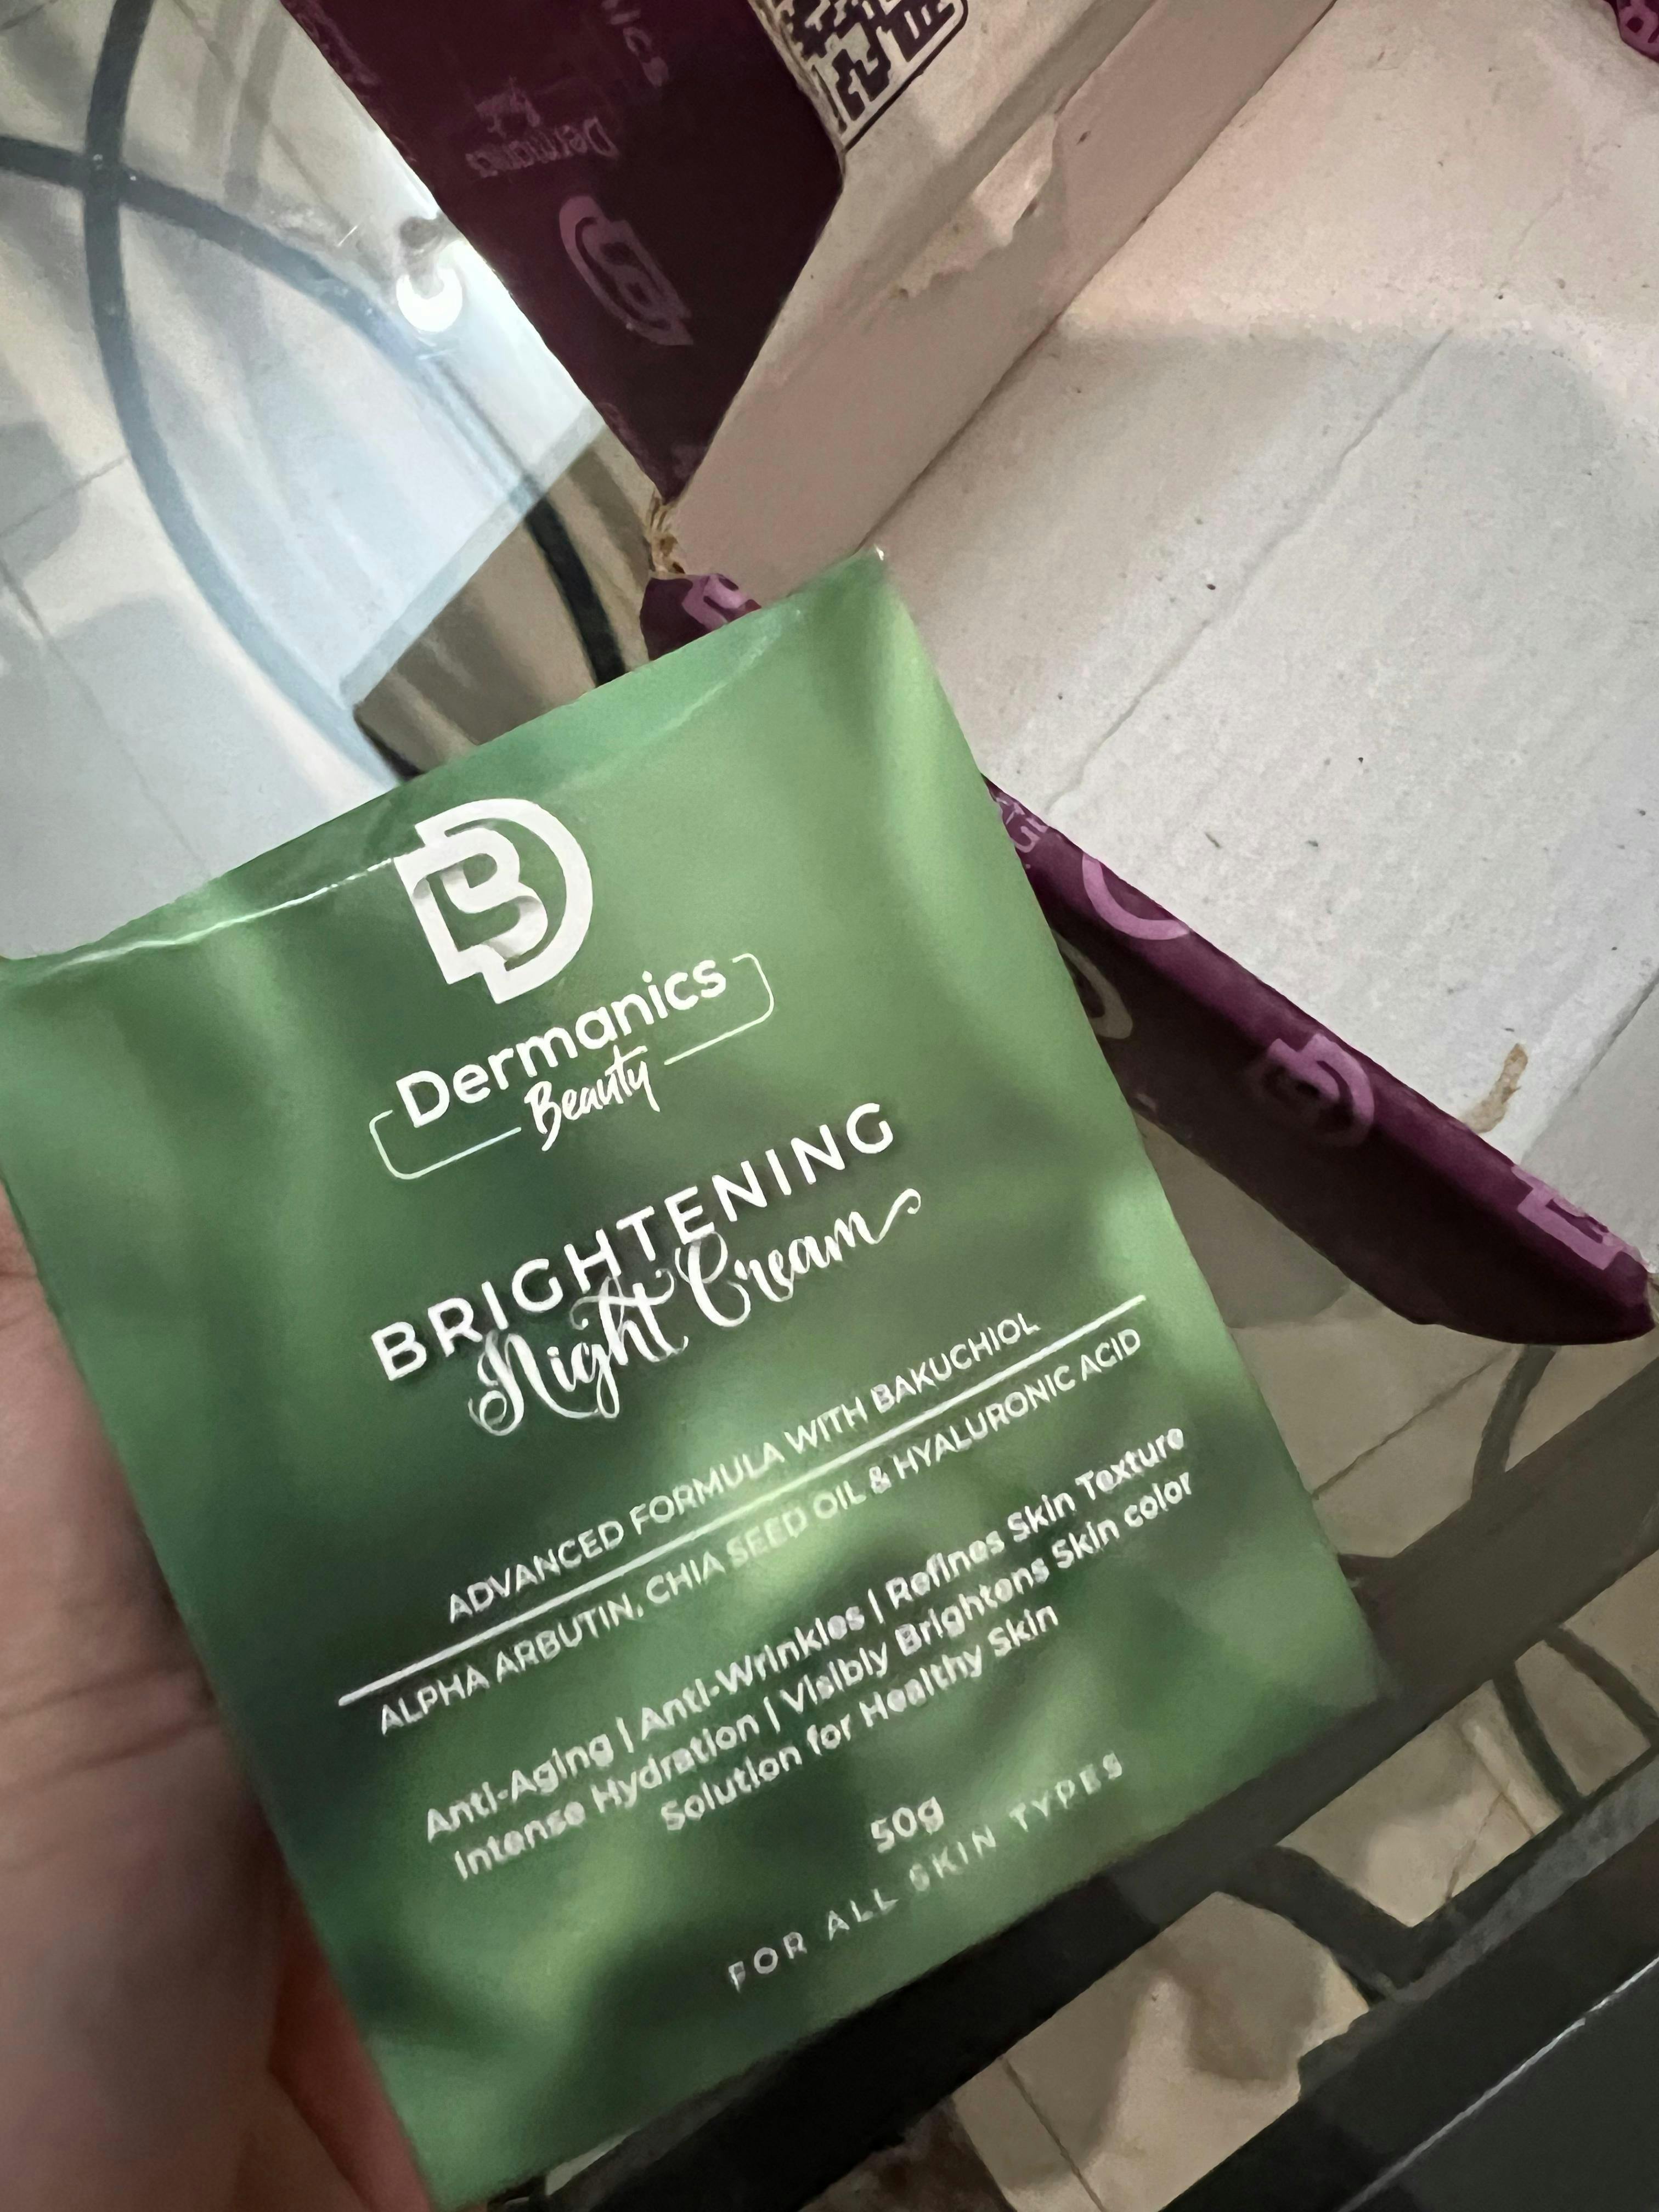 Dermanics
Beauty
BRIGHTENING
Night Cream
ADVANCED FORMULA WITH BAKUCHIOL
ALPHA ARBUTIN, CHIA SEED OIL & HYALURONIC ACID
Anti-Aging | Anti-Wrinkles | Refines Skin Texture
Intense Hydration | Visibly Brightens Skin color
Solution for Healthy Skin
50g
FOR ALL SKIN TYPES
Dermanics